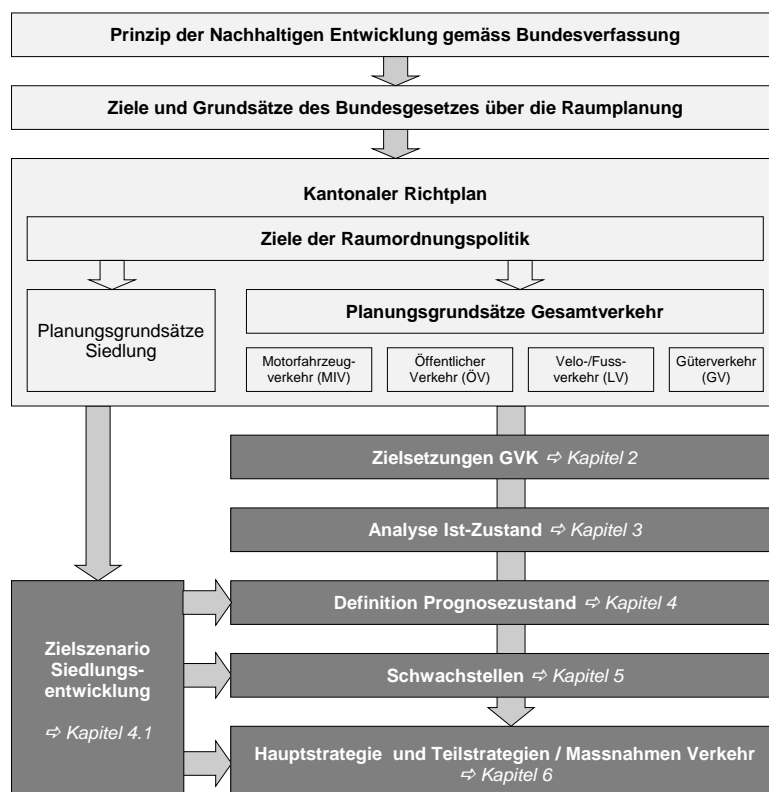 Prinzip der Nachhaltigen Entwicklung gemäss Bundesverfassung
Ziele und Grundsätze des Bundesgesetzes über die Raumplanung
Kantonaler Richtplan
Ziele der Raumordnungspolitik
Planungsgrundsätze
Siedlung
Planungsgrundsätze Gesamtverkehr
Motorfahrzeug-
verkehr (MIV)
Öffentlicher
Verkehr (ÖV)
Velo-/Fuss-
verkehr (LV)
Güterverkehr
(GV)
Zielsetzungen GVK ⇨ Kapitel 2
Analyse Ist-Zustand ⇨ Kapitel 3
Zielszenario
Siedlungs-
entwicklung
⇨ Kapitel 4.1
Definition Prognosezustand ⇨ Kapitel 4
Schwachstellen ⇨ Kapitel 5
Hauptstrategie und Teilstrategien / Massnahmen Verkehr
⇨ Kapitel 6